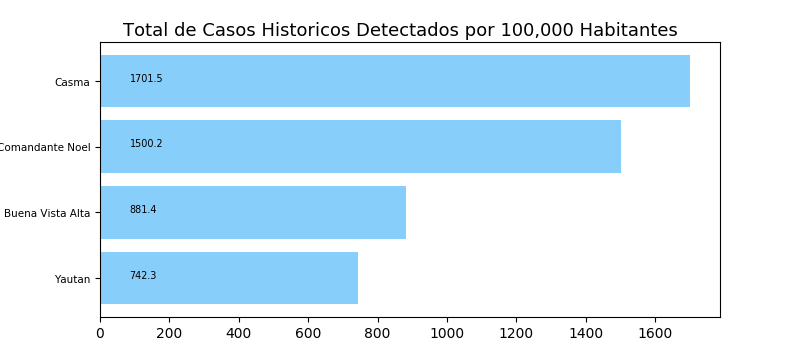 Total de Casos Historicos Detectados por 100,000 Habitantes
Casma
1701.5
Comandante Noel
1500.2
Buena Vista Alta
881.4
Yautan
742.3
0 200 400 600 800 1000 1200 1400 1600